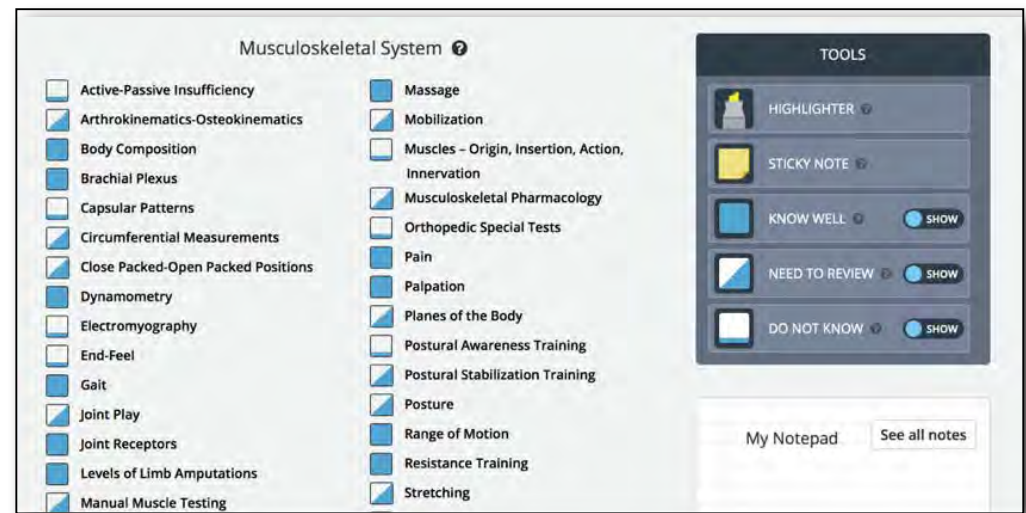 Musculoskeletal System
Active-Passive Insufficiency
Arthrokinematics-Osteokinematics
Body Composition
Brachial Plexus
Capsular Patterns
Circumferential Measurements
Close Packed-Open Packed Positions
Dynamometry
Electromyography
End-Feel
Gait
Joint Play
Joint Receptors
Levels of Limb Amputations
Manual Muscle Testing
Massage
Mobilization
Muscles – Origin, Insertion, Action,
Innervation
Musculoskeletal Pharmacology
Orthopedic Special Tests
Pain
Palpation
Planes of the Body
Postural Awareness Training
Postural Stabilization Training
Posture
Range of Motion
Resistance Training
Stretching
TOOLS
HIGHLIGHTER
STICKY NOTE
KNOW WELL SHOW
NEED TO REVIEW SHOW
DO NOT KNOW SHOW
My Notepad See all notes